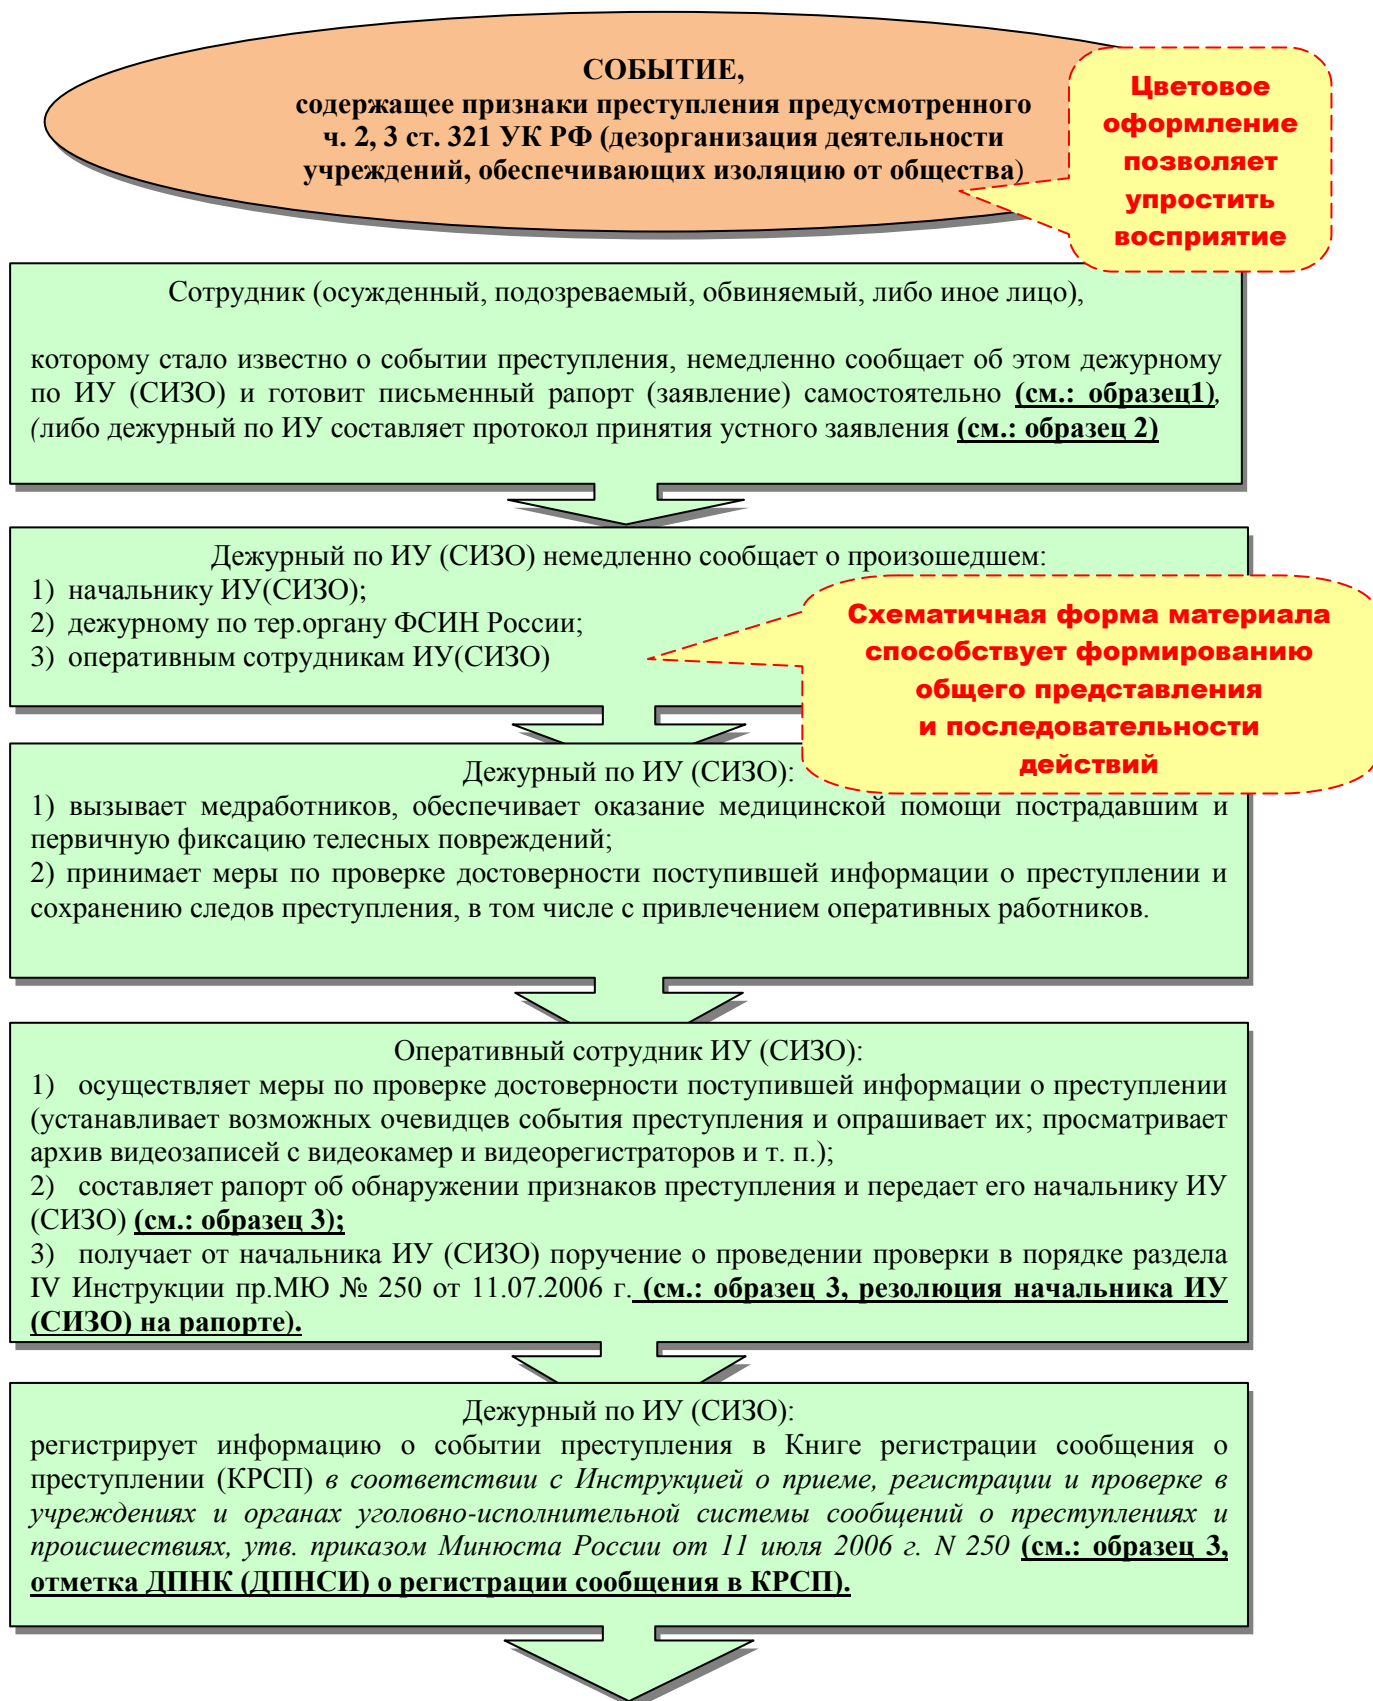 СОБЫТИЕ,
содержащее признаки преступления предусмотренного
ч. 2, 3 ст. 321 УК РФ (дезорганизация деятельности
учреждений, обеспечивающих изоляцию от общества)
Цветовое
оформление
позволяет
упростить
восприятие
Сотрудник (осужденный, подозреваемый, обвиняемый, либо иное лицо),
которому стало известно о событии преступления, немедленно сообщает об этом дежурному
по ИУ (СИЗО) и готовит письменный рапорт (заявление) самостоятельно (см.: образец1),
(либо дежурный по ИУ составляет протокол принятия устного заявления (см.: образец 2)
Дежурный по ИУ (СИЗО) немедленно сообщает о произошедшем:
1) начальнику ИУ(СИЗО);
2) дежурному по тер.органу ФСИН России;
3) оперативным сотрудникам ИУ(СИЗО)
Схематичная форма материала
способствует формированию
общего представления
и последовательности
действий
Дежурный по ИУ (СИЗО):
1) вызывает медработников, обеспечивает оказание медицинской помощи пострадавшим и
первичную фиксацию телесных повреждений;
2) принимает меры по проверке достоверности поступившей информации о преступлении и
сохранению следов преступления, в том числе с привлечением оперативных работников.
Оперативный сотрудник ИУ (СИЗО):
1) осуществляет меры по проверке достоверности поступившей информации о преступлении
(устанавливает возможных очевидцев события преступления и опрашивает их; просматривает
архив видеозаписей с видеокамер и видеорегистраторов и т. п.);
2) составляет рапорт об обнаружении признаков преступления и передает его начальнику ИУ
(СИЗО) (см.: образец 3);
3) получает от начальника ИУ (СИЗО) поручение о проведении проверки в порядке раздела
IV Инструкции пр.МЮ № 250 от 11.07.2006 г. (см.: образец 3, резолюция начальника ИУ
(СИЗО) на рапорте).
Дежурный по ИУ (СИЗО):
регистрирует информацию о событии преступления в Книге регистрации сообщения о
преступлении (КРСП) в соответствии с Инструкцией о приеме, регистрации и проверке в
учреждениях и органах уголовно-исполнительной системы сообщений о преступлениях и
происшествиях, утв. приказом Минюста России от 11 июля 2006 г. N 250 (см.: образец 3,
отметка ДПНК (ДПНСИ) о регистрации сообщения в КРСП).